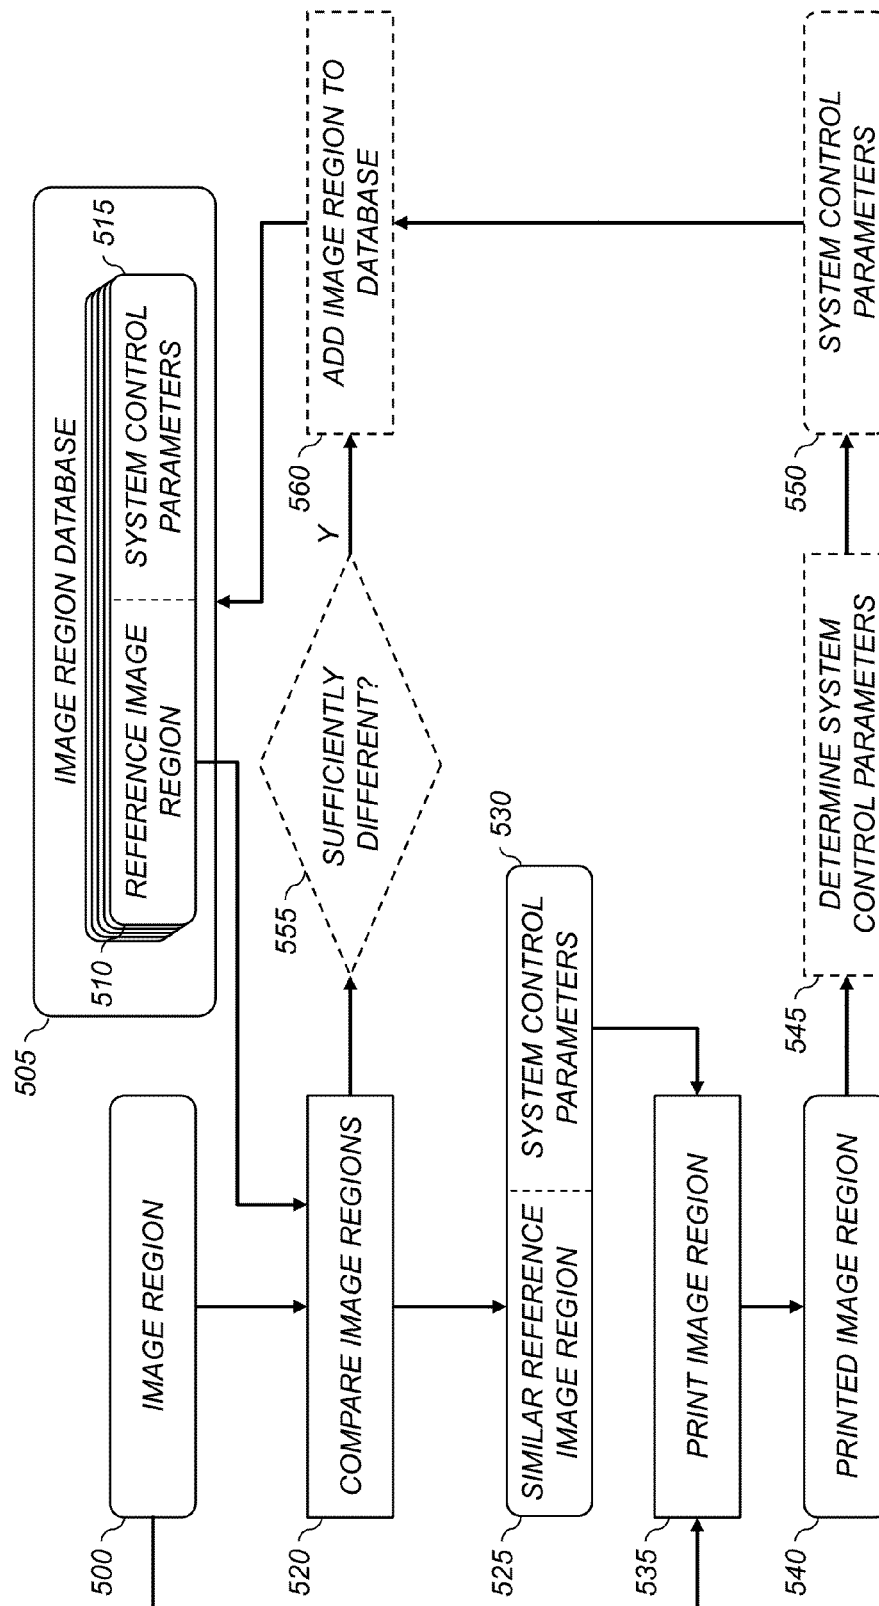 500
IMAGE REGION
505
IMAGE REGION DATABASE
510
REFERENCE IMAGE
REGION
SYSTEM CONTROL
PARAMETERS
515
520
COMPARE IMAGE REGIONS
555
SUFFICIENTLY
DIFFERENT?
Y
560
ADD IMAGE REGION TO
DATABASE
525
SIMILAR REFERENCE
IMAGE REGION
SYSTEM CONTROL
PARAMETERS
530
535
PRINT IMAGE REGION
540
PRINTED IMAGE REGION
545
DETERMINE SYSTEM
CONTROL PARAMETERS
550
SYSTEM CONTROL
PARAMETERS